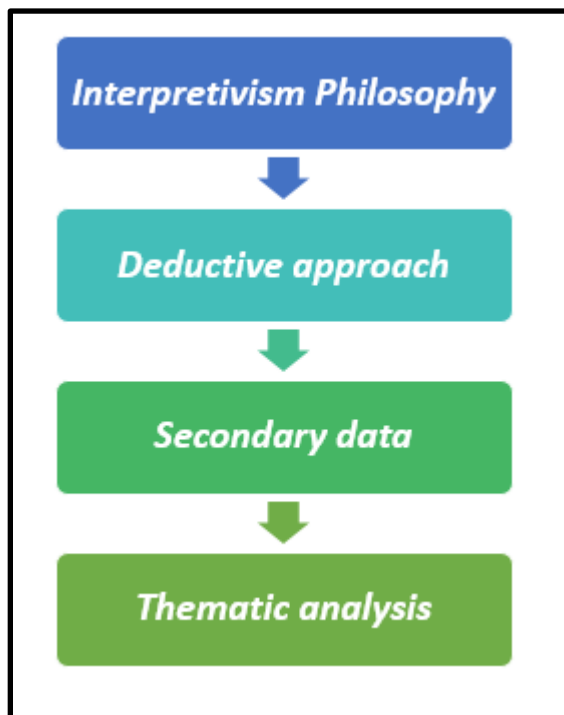 Interpretivism Philosophy
Deductive approach
Secondary data
Thematic analysis